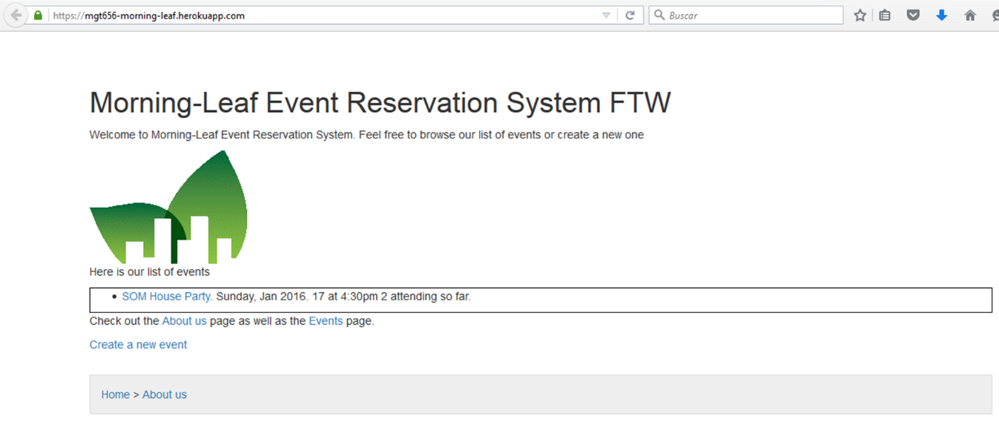 https://mgt656-morning-leaf.herokuapp.com
Buscar
Morning-Leaf Event Reservation System FTW
Welcome to Morning-Leaf Event Reservation System. Feel free to browse our list of events or create a new one
Here is our list of events
• SOM House Party. Sunday, Jan 2016. 17 at 4:30pm 2 attending so far.
Check out the About us page as well as the Events page.
Create a new event
Home > About us